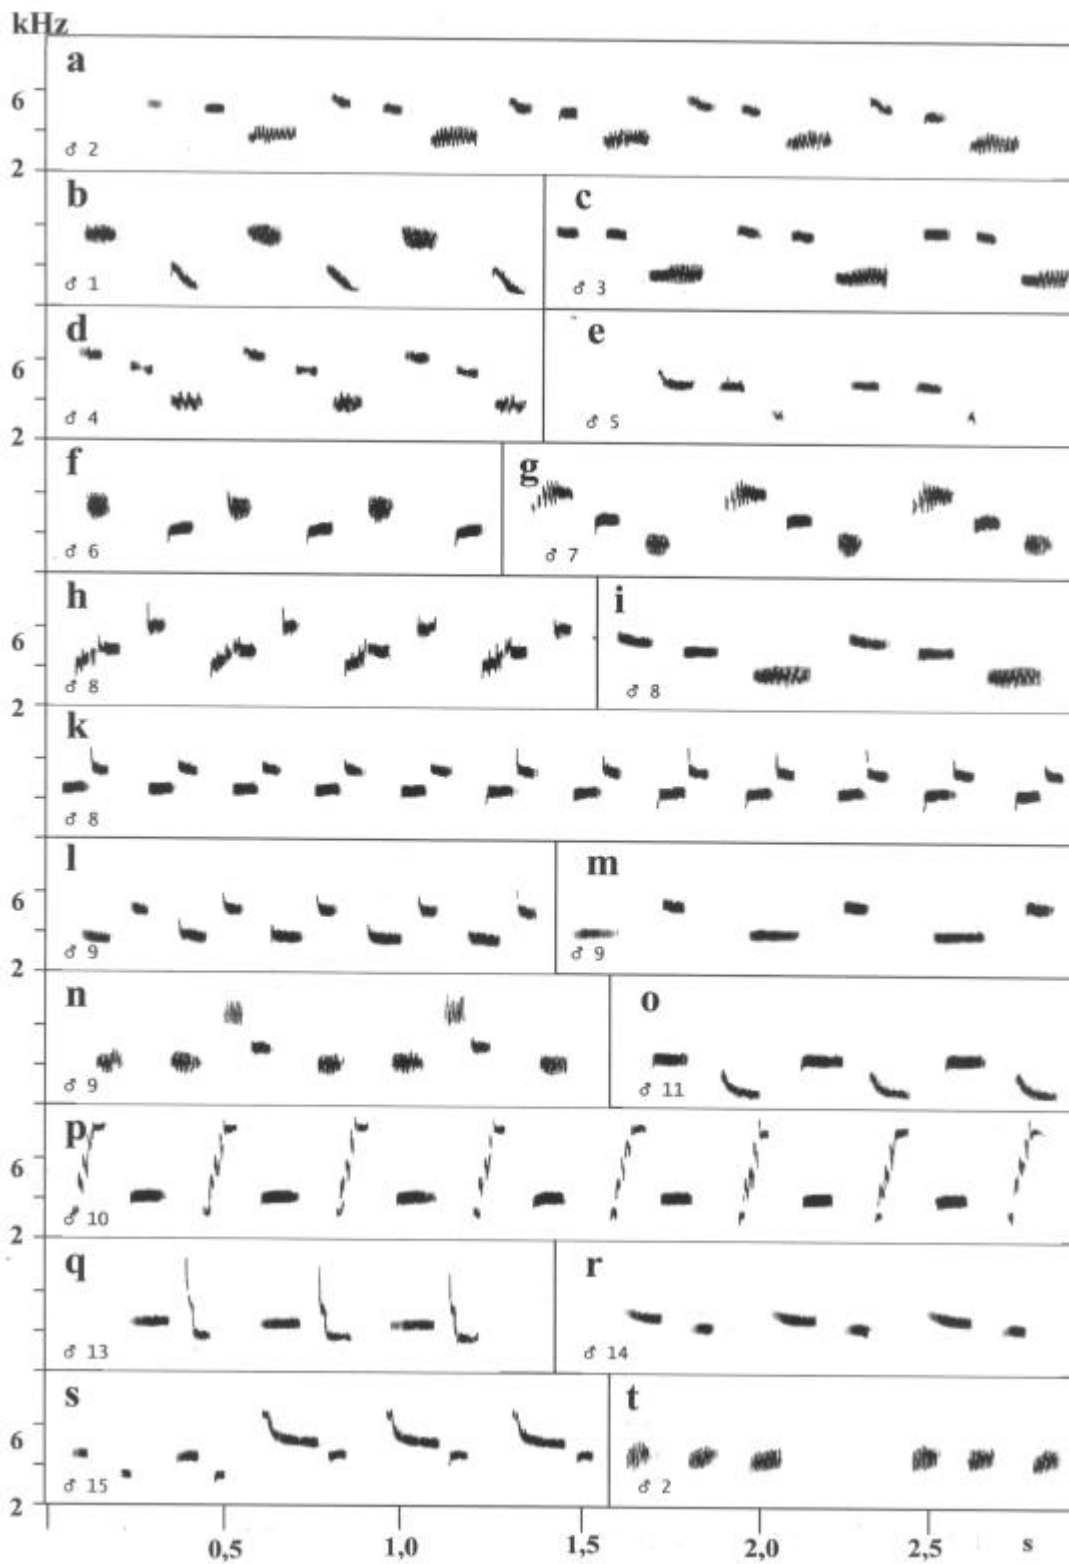 kHz
a
6
♂ 2
2
b
c
♂ 1
♂ 3
d
e
6
♂ 4
♂ 5
2
f
g
♂ 6
♂ 7
h
i
6
♂ 8
♂ 8
2
k
♂ 8
l
m
6
♂ 9
♂ 9
2
n
o
♂ 9
♂ 11
p
6
♂ 10
2
q
r
♂ 13
♂ 14
s
t
6
♂ 15
♂ 2
2
0,5 1,0 1,5 2,0 2,5 s